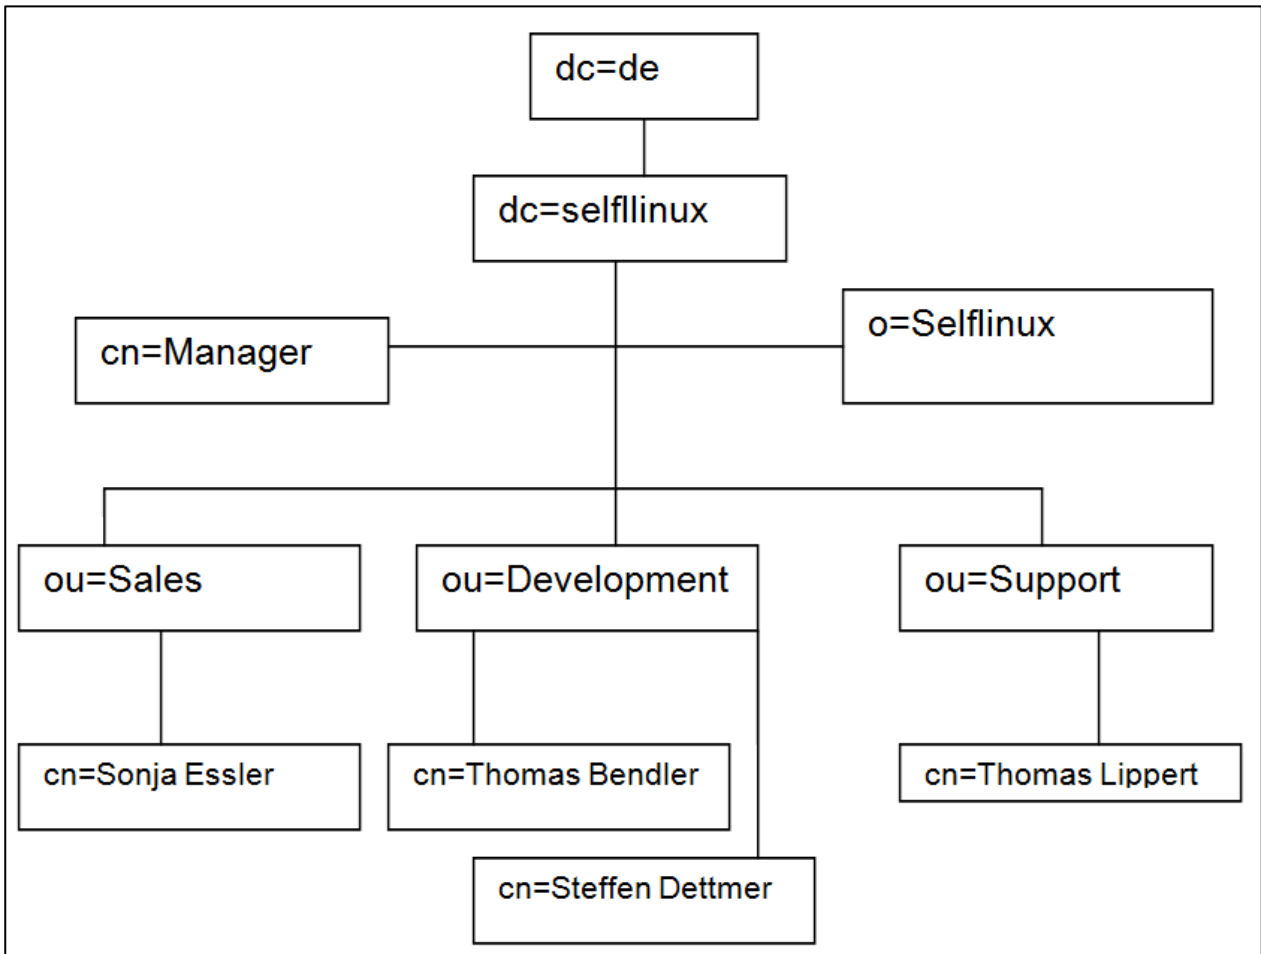 dc=de
dc=selfllinux
cn=Manager
o=Selflinux
ou=Sales
ou=Development
ou=Support
cn=Sonja Essler
cn=Thomas Bendler
cn=Thomas Lippert
cn=Steffen Dettmer